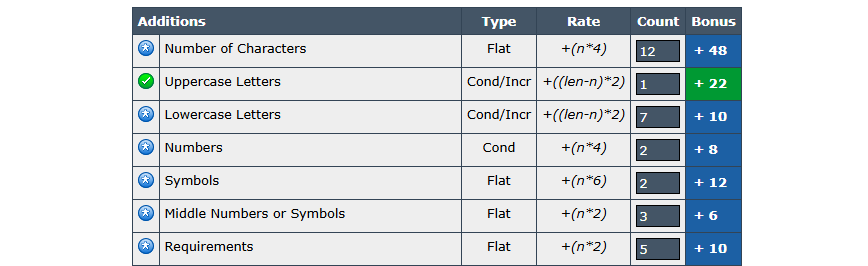 Additions Type Rate Count Bonus
Number of Characters Flat +(n*4) 12 + 48
Uppercase Letters Cond/Incr +((len-n)*2) 1 + 22
Lowercase Letters Cond/Incr +((len-n)*2) 7 + 10
Numbers Cond +(n*4) 2 + 8
Symbols Flat +(n*6) 2 + 12
Middle Numbers or Symbols Flat +(n*2) 3 + 6
Requirements Flat +(n*2) 5 + 10